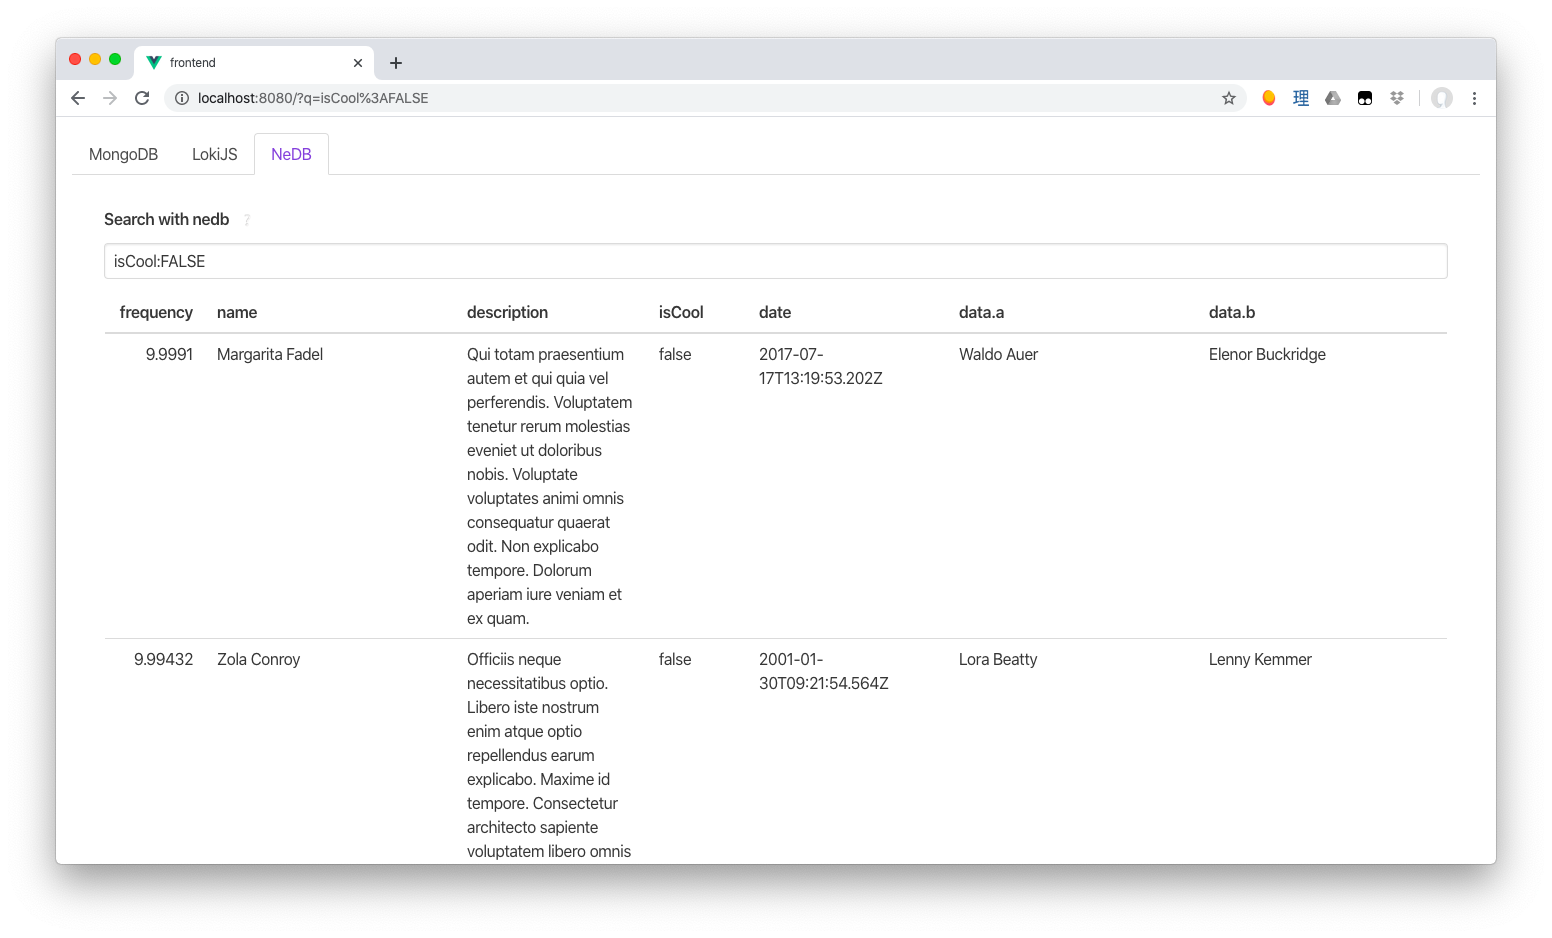 frontend
localhost:8080/?q=isCool%3AFALSE
理
MongoDB LokiJS NeDB
Search with nedb ?
isCool:FALSE
frequency name description isCool date data.a data.b
9.9991 Margarita Fadel Qui totam praesentium false 2017-07- Waldo Auer Elenor Buckridge
autem et qui quia vel 17T13:19:53.202Z
perferendis. Voluptatem
tenetur rerum molestias
eveniet ut doloribus
nobis. Voluptate
voluptates animi omnis
consequatur quaerat
odit. Non explicabo
tempore. Dolorum
aperiam iure veniam et
ex quam.
9.99432 Zola Conroy Officiis neque false 2001-01- Lora Beatty Lenny Kemmer
necessitatibus optio. 30T09:21:54.564Z
Libero iste nostrum
enim atque optio
repellendus earum
explicabo. Maxime id
tempore. Consectetur
architecto sapiente
voluptatem libero omnis